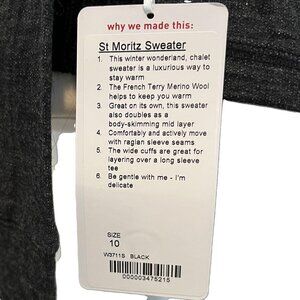 why we made this:
St Moritz Sweater
1. This winter wonderland, chalet
sweater is a luxurious way to
stay warm
2. The French Terry Merino Wool
helps to keep you warm
3. Great on its own, this sweater
also doubles as a
body-skimming mid layer
4. Comfortably and actively move
with raglan sleeve seams
5. The wide cuffs are great for
layering over a long sleeve
tee
6. Be gentle with me - I'm
delicate
SIZE
10
W3711S BLACK
000003475215